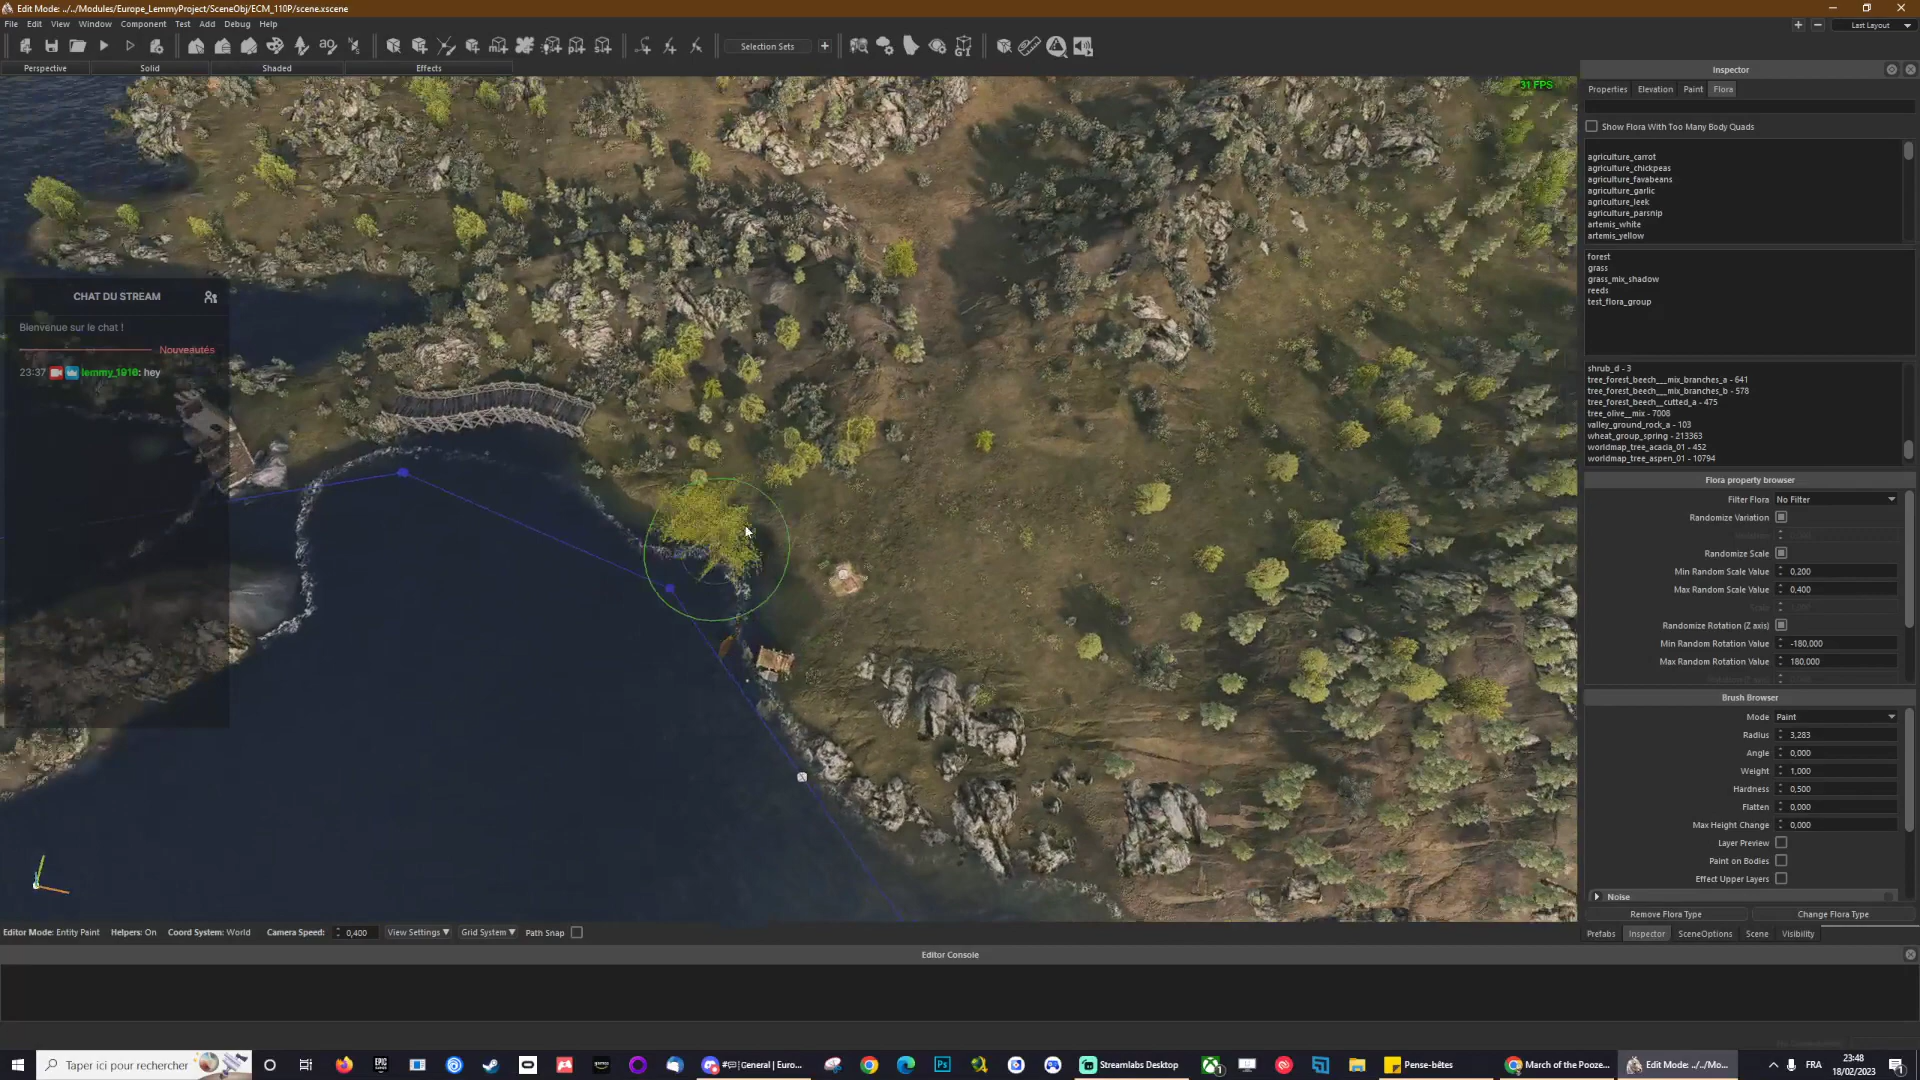 Edit Mode: ../../Modules/Europe_LemmyProject/SceneObj/ECM_110P/scene.xscene
File Edit View Window Component Test Add Debug Help
Last Layout
Selection Sets
Perspective Solid Shaded Effects
31 FPS
Inspector
Properties Elevation Paint Flora
Show Flora With Too Many Body Quads
agriculture_carrot
agriculture_chickpeas
agriculture_favabeans
agriculture_garlic
agriculture_leek
agriculture_parsnip
artemis_white
artemis_yellow
forest
grass
grass_mix_shadow
reeds
test_flora_group
shrub_d - 3
tree_forest_beech__mix_branches_a - 641
tree_forest_beech__mix_branches_b - 578
tree_forest_beech__cutted_a - 475
tree_olive__mix - 7008
valley_ground_rock_a - 103
wheat_group_spring - 213363
worldmap_tree_acacia_01 - 452
worldmap_tree_aspen_01 - 10794
Flora property browser
Filter Flora No Filter
Randomize Variation
Randomize Scale
Min Random Scale Value 0,200
Max Random Scale Value 0,400
Randomize Rotation (Z axis)
Min Random Rotation Value -180,000
Max Random Rotation Value 180,000
Brush Browser
Mode Paint
Radius 3,283
Angle 0,000
Weight 1,000
Hardness 0,500
Flatten 0,000
Max Height Change 0,000
Layer Preview
Paint on Bodies
Effect Upper Layers
Noise
Remove Flora Type Change Flora Type
Prefabs Inspector SceneOptions Scene Visibility
CHAT DU STREAM
Bienvenue sur le chat !
Nouveautés
23:37 lemmy_1916: hey
Editor Mode: Entity Paint Helpers: On Coord System: World Camera Speed: 0,400 View Settings Grid System Path Snap
Editor Console
Taper ici pour rechercher
General | Euro...
Streamlabs Desktop
Pense-bêtes
March of the Pooze...
Edit Mode: ../../Mo...
FRA
23:48
18/02/2023